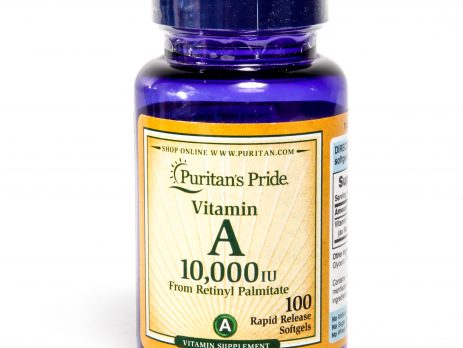 SHOP ONLINE WWW.PURITAN.COM
Puritan's Pride
Vitamin
A
10,000 IU
From Retinyl Palmitate
100
Rapid Release
Softgels
A
VITAMIN SUPPLEMENT